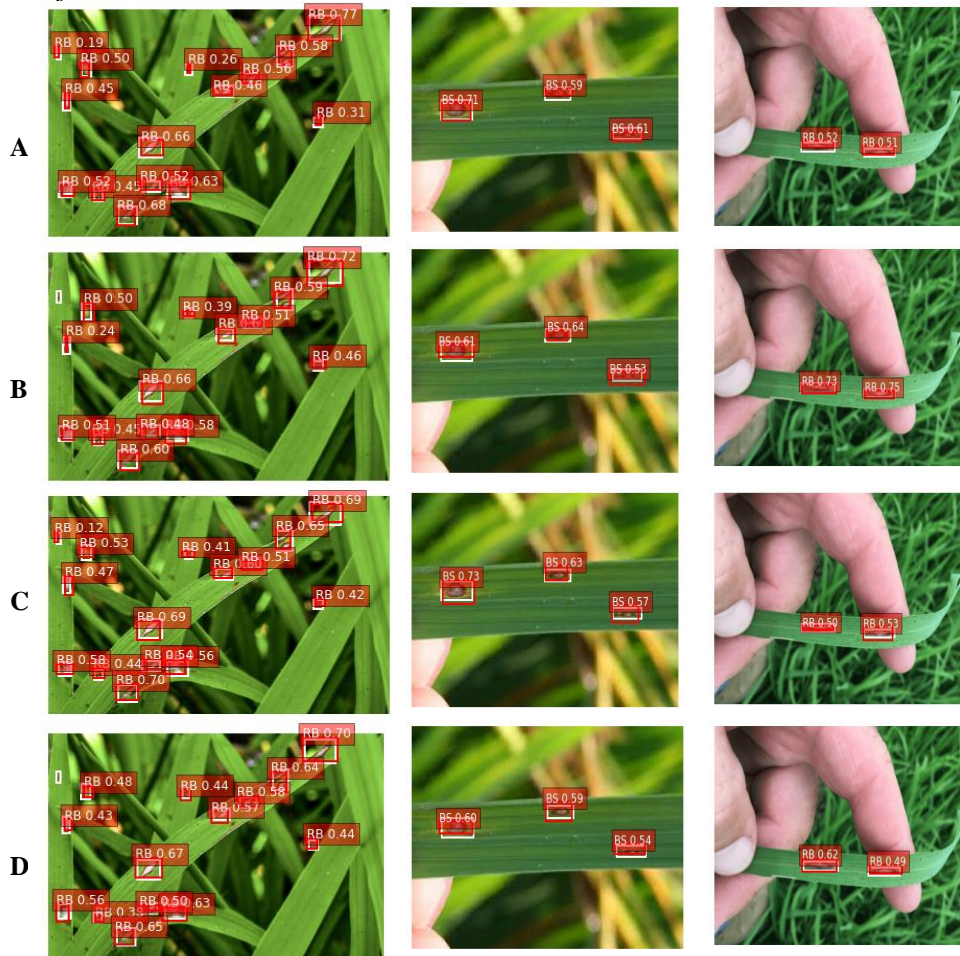 A
RB 0.77
RB 0.19
RB 0.58
RB 0.50
RB 0.26
RB 0.56
RB 0.46
RB 0.45
RB 0.31
RB 0.66
RB 0.52
RB 0.52
0.45
0.63
RB 0.68
BS 0.71
BS 0.59
BS 0.61
RB 0.52
RB 0.51
B
RB 0.72
RB 0.59
RB 0.50
RB 0.39
RB 0.51
RB
RB 0.24
RB 0.46
RB 0.66
RB 0.51
0.45
RB 0.48
0.58
RB 0.60
BS 0.61
BS 0.64
BS 0.53
RB 0.73
RB 0.75
C
RB 0.69
RB 0.12
RB 0.65
RB 0.53
RB 0.41
RB 0.51
RB 0.47
RB 0.42
RB 0.69
RB 0.58
0.44
RB 0.54
.56
RB 0.70
BS 0.73
BS 0.63
BS 0.57
RB 0.50
RB 0.53
D
RB 0.70
RB 0.64
RB 0.48
RB 0.44
RB 0.58
0.57
RB 0.43
RB 0.44
RB 0.67
RB 0.56
RB 0.50
.63
RB 0.65
BS 0.60
BS 0.59
BS 0.54
RB 0.62
RB 0.49